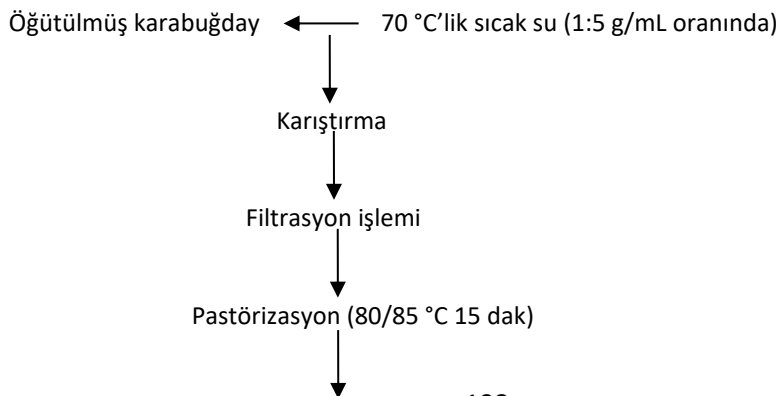 Öğütülmüş karabuğday 70 °C’lik sıcak su (1:5 g/mL oranında)
Karıştırma
Filtrasyon işlemi
Pastörizasyon (80/85 °C 15 dak)